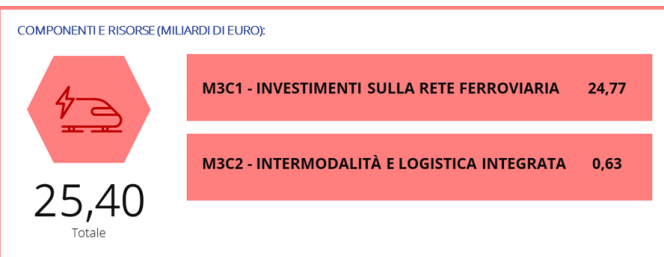 COMPONENTI E RISORSE (MILIARDI DI EURO):
M3C1 - INVESTIMENTI SULLA RETE FERROVIARIA 24,77
M3C2 - INTERMODALITÀ E LOGISTICA INTEGRATA 0,63
25,40
Totale